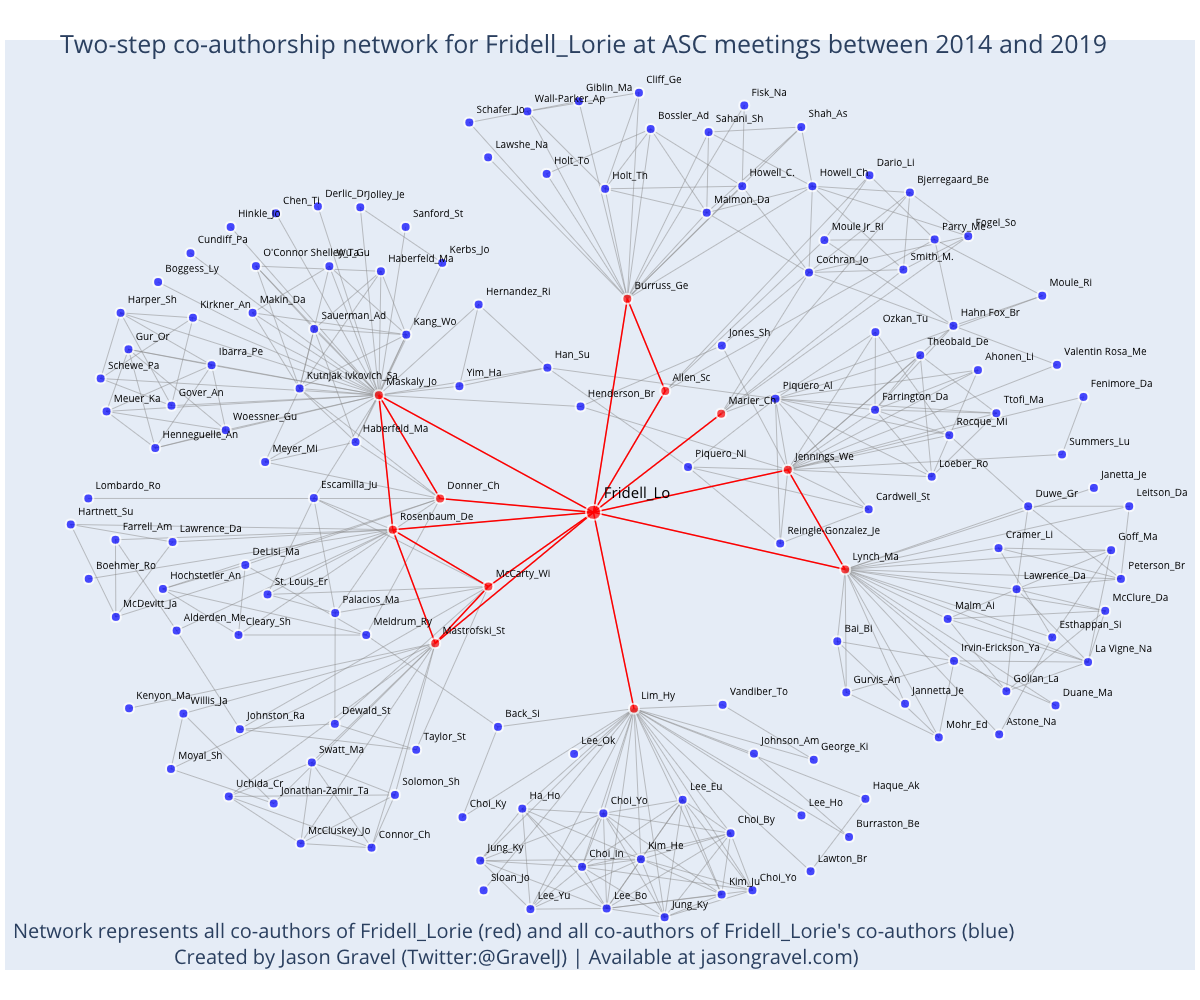 Two-step co-authorship network for Fridell_Lorie at ASC meetings between 2014 and 2019
Cliff_Ge
Giblin_Ma
Wall-Parker_Ap
Fisk_Na
Schafer_Jo
Bossler_Ad
Sahani_Sh
Shah_As
Lawshe_Na
Holt_To
Holt_Th
Howell_C.
Howell_Ch
Dario_Li
Bjerregaard_Be
Maimon_Da
Moule Jr_Ri
Parry_Me
Fogel_So
Cochran_Jo
Smith_M.
Burruss_Ge
Moule_Ri
Derlic_Dr
Jolley_Je
Chen_Ti
Hinkle_Jo
Sanford_St
Cundiff_Pa
O'Connor Shelley_Ta
Wu_Gu
Haberfeld_Ma
Kerbs_Jo
Boggess_Ly
Harper_Sh
Kirkner_An
Makin_Da
Sauerman_Ad
Kang_Wo
Hernandez_Ri
Gur_Or
Ibarra_Pe
Schewe_Pa
Kutnjak Ivkovich_Sa
Maskaly_Jo
Yim_Ha
Han_Su
Jones_Sh
Ozkan_Tu
Hahn Fox_Br
Theobald_De
Ahonen_Li
Valentin Rosa_Me
Fenimore_Da
Meuer_Ka
Gover_An
Woessner_Gu
Henneguelle_An
Haberfeld_Ma
Meyer_Mi
Henderson_Br
Allen_Sc
Marier_Ch
Piquero_Al
Farrington_Da
Ttofi_Ma
Rocque_Mi
Summers_Lu
Piquero_Ni
Jennings_We
Loeber_Ro
Janetta_Je
Lombardo_Ro
Escamilla_Ju
Donner_Ch
Fridell_Lo
Cardwell_St
Duwe_Gr
Leitson_Da
Hartnett_Su
Farrell_Am
Lawrence_Da
Rosenbaum_De
Reingle-Gonzalez_Je
Cramer_Li
Goff_Ma
Boehmer_Ro
DeLisi_Ma
Hochstetler_An
St. Louis_Er
McCarty_Wi
Lynch_Ma
Lawrence_Da
Peterson_Br
McDevitt_Ja
Alderden_Me
Cleary_Sh
Palacios_Ma
Meldrum_Ry
Mastrofski_St
Bai_Bi
Malm_Ai
McClure_Da
Esthappan_Si
Irvin-Erickson_Ya
La Vigne_Na
Gurvis_An
Jannetta_Je
Golian_La
Duane_Ma
Mohr_Ed
Astone_Na
Kenyon_Ma
Willis_Ja
Johnston_Ra
Dewald_St
Back_Si
Lim_Hy
Vandiber_To
Moyal_Sh
Swatt_Ma
Taylor_St
Lee_Ok
Johnson_Am
George_Ki
Uchida_Cr
Jonathan-Zamir_Ta
Solomon_Sh
McCluskey_Jo
Connor_Ch
Choi_Ky
Ha_Ho
Choi_Yo
Lee_Eu
Lee_Ho
Haque_Ak
Burraston_Be
Choi_By
Jung_Ky
Choi_In
Kim_He
Lawton_Br
Sloan_Jo
Kim_Ju
Choi_Yo
Lee_Yu
Lee_Bo
Jung_Ky
Network represents all co-authors of Fridell_Lorie (red) and all co-authors of Fridell_Lorie's co-authors (blue)
Created by Jason Gravel (Twitter:@GravelJ) | Available at jasongravel.com)